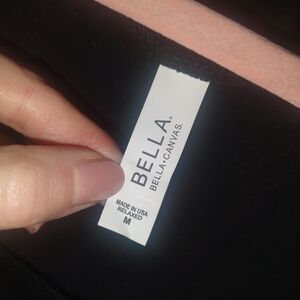 BELLA®
BELLA+CANVAS.
MADE IN USA
RELAXED
M